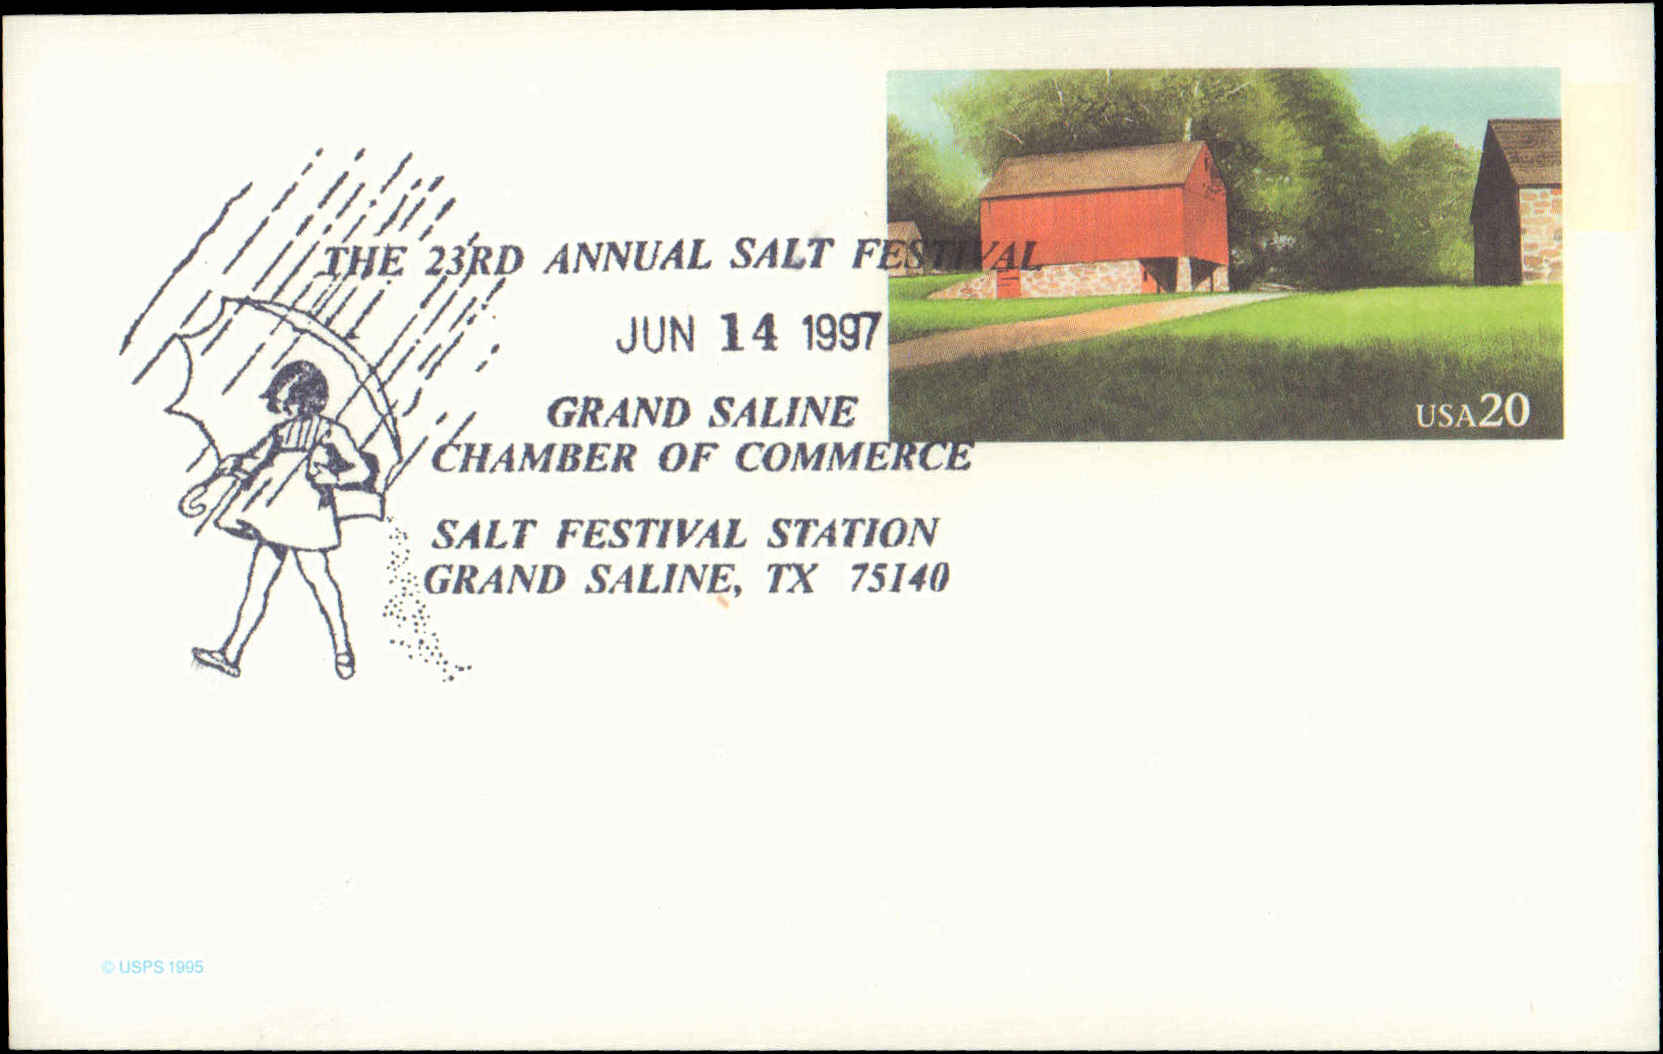 THE 23RD ANNUAL SALT FESTIVAL
JUN 14 1997
GRAND SALINE
CHAMBER OF COMMERCE
SALT FESTIVAL STATION
GRAND SALINE, TX 75140
USA20
© USPS 1995